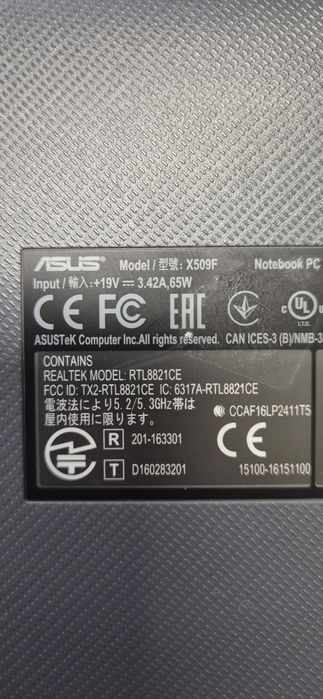 ASUS Model / 型號: X509F Notebook PC
Input / 輸入: +19V ⎓ 3.42A,65W
CE FC EAC c UL
I.T.E.
ASUSTeK Computer Inc.All rights reserved. CAN ICES-3 (B)/NMB-3
CONTAINS
REALTEK MODEL: RTL8821CE
FCC ID: TX2-RTL8821CE IC: 6317A-RTL8821CE
電波法により5.2/5.3GHz帯は
屋内使用に限ります。
CCAF16LP2411T5
R 201-163301
CE
T D160283201
15100-16151100